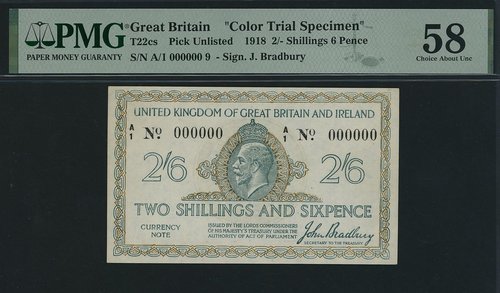 PMG
PAPER MONEY GUARANTY
Great Britain "Color Trial Specimen"
T22cs Pick Unlisted 1918 2/- Shillings 6 Pence
S/N A/1 000000 9 - Sign. J. Bradbury
58
Choice About Unc
UNITED KINGDOM OF GREAT BRITAIN AND IRELAND
A/1 No. 000000 A/1 No. 000000
2/6 2/6
TWO SHILLINGS AND SIXPENCE
CURRENCY NOTE
ISSUED BY THE LORDS COMMISSIONERS
OF HIS MAJESTY'S TREASURY UNDER THE
AUTHORITY OF ACT OF PARLIAMENT.
John Bradbury
SECRETARY TO THE TREASURY